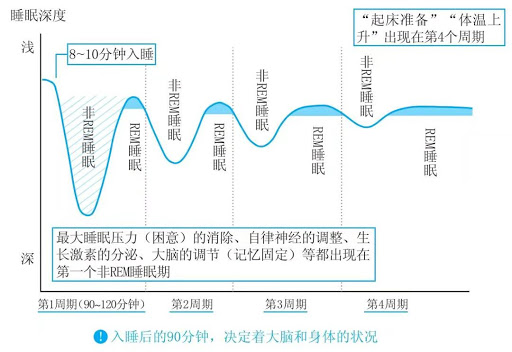 睡眠深度
浅
8~10分钟入睡
“起床准备”“体温上
升”出现在第4个周期
非REM睡眠
REM睡眠
非REM睡眠
REM睡眠
非REM睡眠
REM睡眠
非REM睡眠
REM睡眠
最大睡眠压力（困意）的消除、自律神经的调整、生
长激素的分泌、大脑的调节（记忆固定）等都出现在
第一个非REM睡眠期
深
第1周期(90~120分钟)
第2周期
第3周期
第4周期
! 入睡后的90分钟，决定着大脑和身体的状况